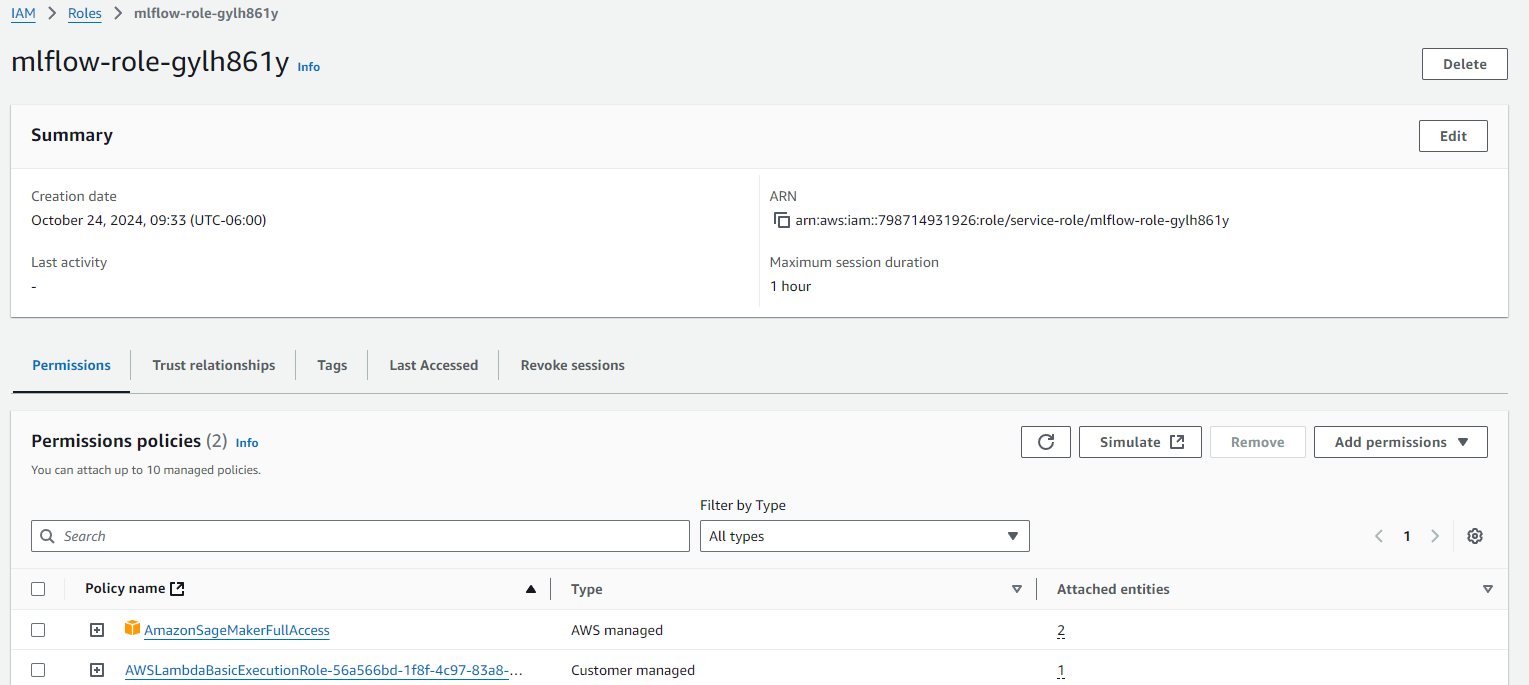 IAM > Roles > mlflow-role-gylh861y
mlflow-role-gylh861y Info
Delete
Summary
Edit
Creation date
October 24, 2024, 09:33 (UTC-06:00)
ARN
arn:aws:iam::798714931926:role/service-role/mlflow-role-gylh861y
Last activity
-
Maximum session duration
1 hour
Permissions Trust relationships Tags Last Accessed Revoke sessions
Permissions policies (2) Info
You can attach up to 10 managed policies.
Simulate Remove Add permissions
Filter by Type
Search All types 1
Policy name Type Attached entities
AmazonSageMakerFullAccess AWS managed 2
AWSLambdaBasicExecutionRole-56a566bd-1f8f-4c97-83a8-... Customer managed 1